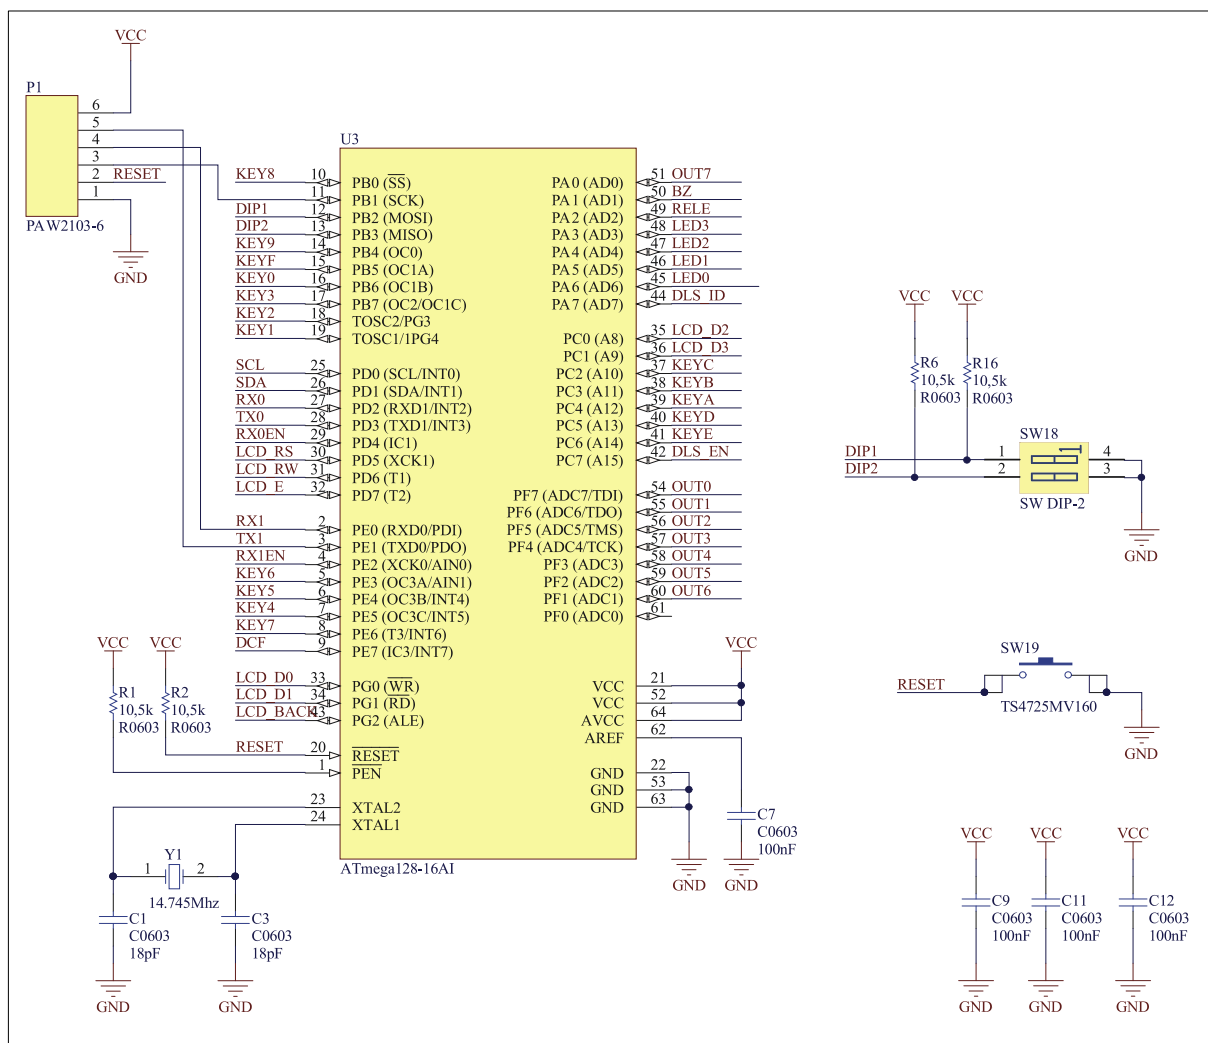 VCC
P1
6
5
4
3
2 RESET
1
PAW2103-6
GND
U3
KEY8 10 PB0 (SS)
11 PB1 (SCK)
DIP1 12 PB2 (MOSI)
DIP2 13 PB3 (MISO)
KEY9 14 PB4 (OC0)
KEYF 15 PB5 (OC1A)
KEY0 16 PB6 (OC1B)
KEY3 17 PB7 (OC2/OC1C)
KEY2 18 TOSC2/PG3
KEY1 19 TOSC1/1PG4
SCL 25 PD0 (SCL/INT0)
SDA 26 PD1 (SDA/INT1)
RX0 27 PD2 (RXD1/INT2)
TX0 28 PD3 (TXD1/INT3)
RX0EN 29 PD4 (IC1)
LCD_RS 30 PD5 (XCK1)
LCD_RW 31 PD6 (T1)
LCD_E 32 PD7 (T2)
RX1 2 PE0 (RXD0/PDI)
TX1 3 PE1 (TXD0/PDO)
RX1EN 4 PE2 (XCK0/AIN0)
KEY6 5 PE3 (OC3A/AIN1)
KEY5 6 PE4 (OC3B/INT4)
KEY4 7 PE5 (OC3C/INT5)
KEY7 8 PE6 (T3/INT6)
DCF 9 PE7 (IC3/INT7)
LCD_D0 33 PG0 (WR)
LCD_D1 34 PG1 (RD)
LCD_BACK 43 PG2 (ALE)
RESET 20 RESET
1 PEN
23 XTAL2
24 XTAL1
PA0 (AD0) 51 OUT7
PA1 (AD1) 50 BZ
PA2 (AD2) 49 RELE
PA3 (AD3) 48 LED3
PA4 (AD4) 47 LED2
PA5 (AD5) 46 LED1
PA6 (AD6) 45 LED0
PA7 (AD7) 44 DLS_ID
PC0 (A8) 35 LCD_D2
PC1 (A9) 36 LCD_D3
PC2 (A10) 37 KEYC
PC3 (A11) 38 KEYB
PC4 (A12) 39 KEYA
PC5 (A13) 40 KEYD
PC6 (A14) 41 KEYE
PC7 (A15) 42 DLS_EN
PF7 (ADC7/TDI) 54 OUT0
PF6 (ADC6/TDO) 55 OUT1
PF5 (ADC5/TMS) 56 OUT2
PF4 (ADC4/TCK) 57 OUT3
PF3 (ADC3) 58 OUT4
PF2 (ADC2) 59 OUT5
PF1 (ADC1) 60 OUT6
PF0 (ADC0) 61
VCC
VCC 21
VCC 52
AVCC 64
AREF 62
GND 22
GND 53
GND 63
ATmega128-16AI
GND
C7
C0603
100nF
GND
VCC VCC
R1 R2
10,5k 10,5k
R0603 R0603
1 Y1 2
14.745Mhz
C1 C3
C0603 C0603
18pF 18pF
GND GND
VCC VCC
R6 R16
10,5k 10,5k
R0603 R0603
SW18
DIP1 1 1 4
DIP2 2 3
SW DIP-2
GND
SW19
RESET
TS4725MV160
GND
VCC VCC VCC
C9 C11 C12
C0603 C0603 C0603
100nF 100nF 100nF
GND GND GND